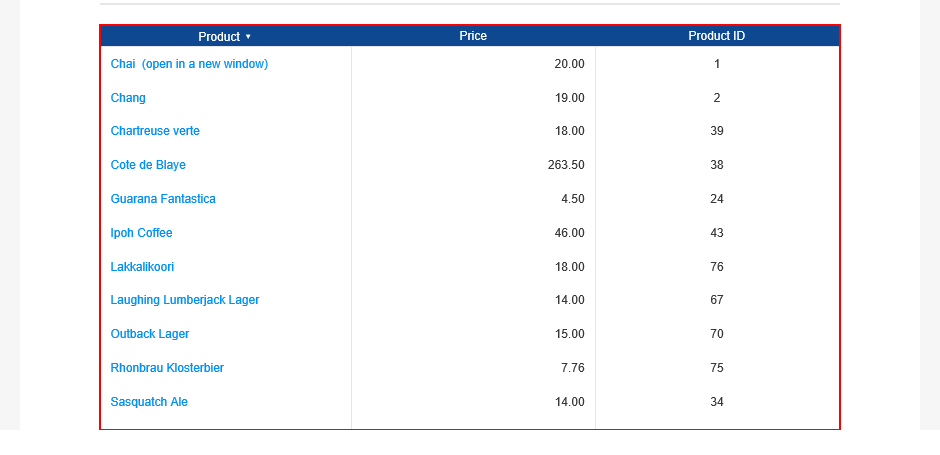 Product ▼ Price Product ID
Chai (open in a new window) 20.00 1
Chang 19.00 2
Chartreuse verte 18.00 39
Cote de Blaye 263.50 38
Guarana Fantastica 4.50 24
Ipoh Coffee 46.00 43
Lakkalikoori 18.00 76
Laughing Lumberjack Lager 14.00 67
Outback Lager 15.00 70
Rhonbrau Klosterbier 7.76 75
Sasquatch Ale 14.00 34